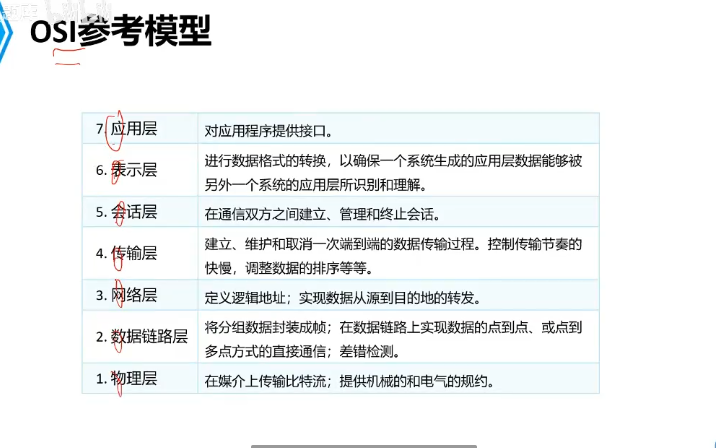 OSI参考模型
7. 应用层
对应用程序提供接口。
6. 表示层
进行数据格式的转换，以确保一个系统生成的应用层数据能够被
另外一个系统的应用层所识别和理解。
5. 会话层
在通信双方之间建立、管理和终止会话。
4. 传输层
建立、维护和取消一次端到端的数据传输过程。控制传输节奏的
快慢，调整数据的排序等等。
3. 网络层
定义逻辑地址；实现数据从源到目的地的转发。
2. 数据链路层
将分组数据封装成帧；在数据链路上实现数据的点到点、或点到
多点方式的直接通信；差错检测。
1. 物理层
在媒介上传输比特流；提供机械的和电气的规约。